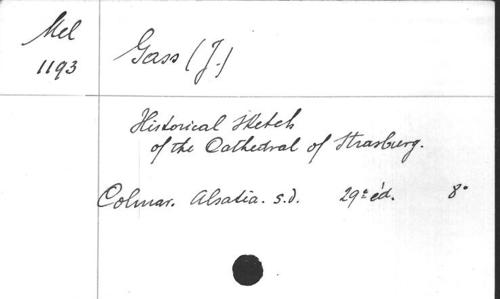 Mel
1193
Gass (J.)
Historical sketch
of the Cathedral of Strasburg.
Colmar. Alsatia. s.d. 29e éd. 8°